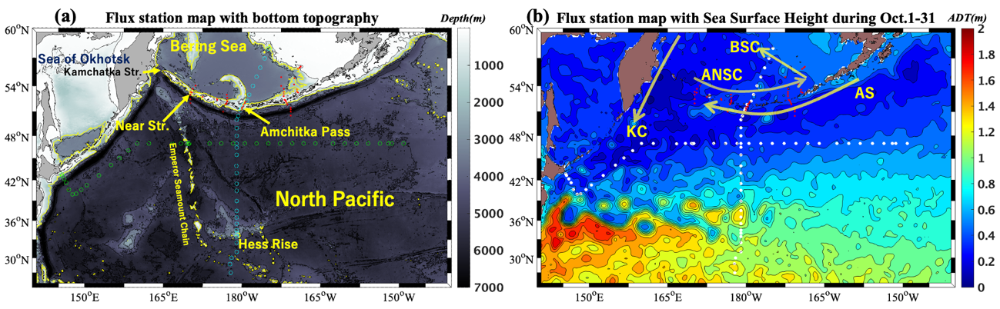 (a) Flux station map with bottom topography Depth(m)
60°N
54°N
48°N
42°N
36°N
30°N
Sea of Okhotsk
Kamchatka Str.
Bering Sea
Near Str.
Amchitka Pass
Emperor Seamount Chain
North Pacific
Hess Rise
150°E
165°E
180°W
165°W
150°W
1000
2000
3000
4000
5000
6000
7000
(b) Flux station map with Sea Surface Height during Oct.1-31 ADT(m)
60°N
54°N
48°N
42°N
36°N
30°N
BSC
ANSC
AS
KC
150°E
165°E
180°W
165°W
150°W
2
1.8
1.6
1.4
1.2
1
0.8
0.6
0.4
0.2
0